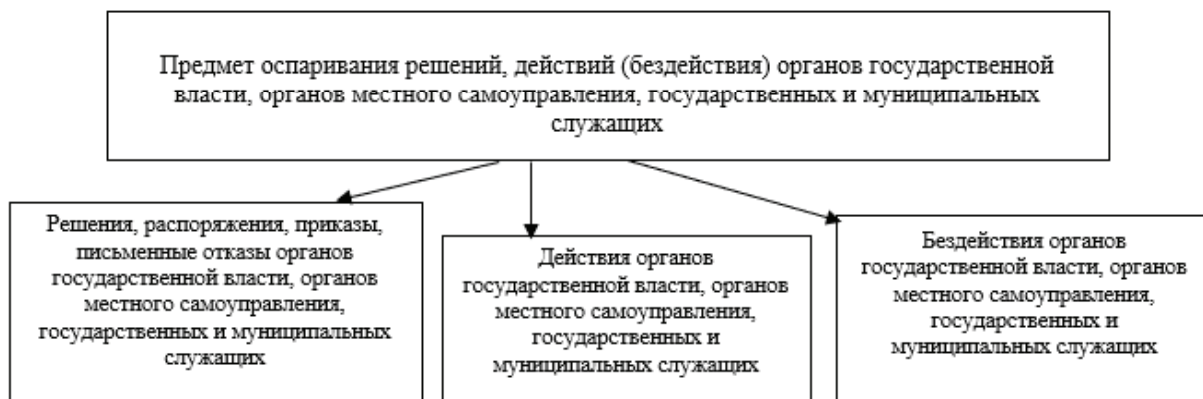 Предмет оспаривания решений, действий (бездействия) органов государственной
власти, органов местного самоуправления, государственных и муниципальных
служащих
Решения, распоряжения, приказы,
письменные отказы органов
государственной власти, органов
местного самоуправления,
государственных и муниципальных
служащих
Действия органов
государственной власти, органов
местного самоуправления,
государственных и
муниципальных служащих
Бездействия органов
государственной власти, органов
местного самоуправления,
государственных и
муниципальных служащих